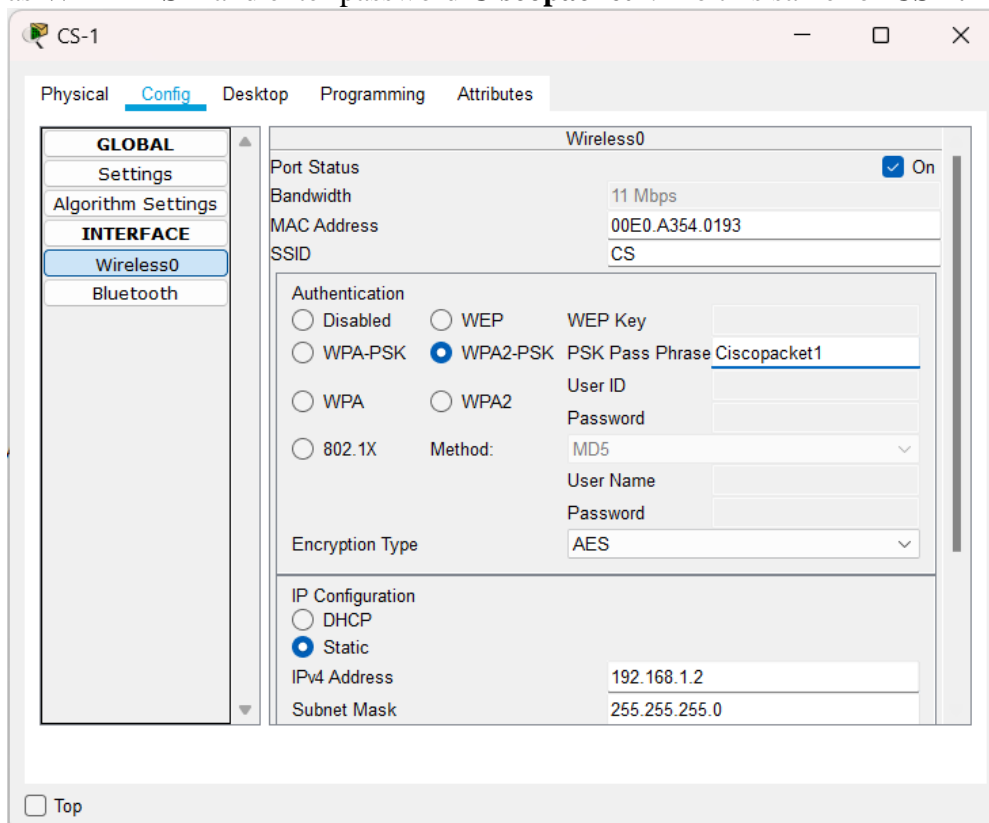 CS-1
Physical Config Desktop Programming Attributes
GLOBAL
Settings
Algorithm Settings
INTERFACE
Wireless0
Bluetooth
Wireless0
Port Status On
Bandwidth 11 Mbps
MAC Address 00E0.A354.0193
SSID CS
Authentication
Disabled WEP WEP Key
WPA-PSK WPA2-PSK PSK Pass Phrase Ciscopacket1
User ID
WPA WPA2
Password
802.1X Method: MD5
User Name
Password
Encryption Type AES
IP Configuration
DHCP
Static
IPv4 Address 192.168.1.2
Subnet Mask 255.255.255.0
Top